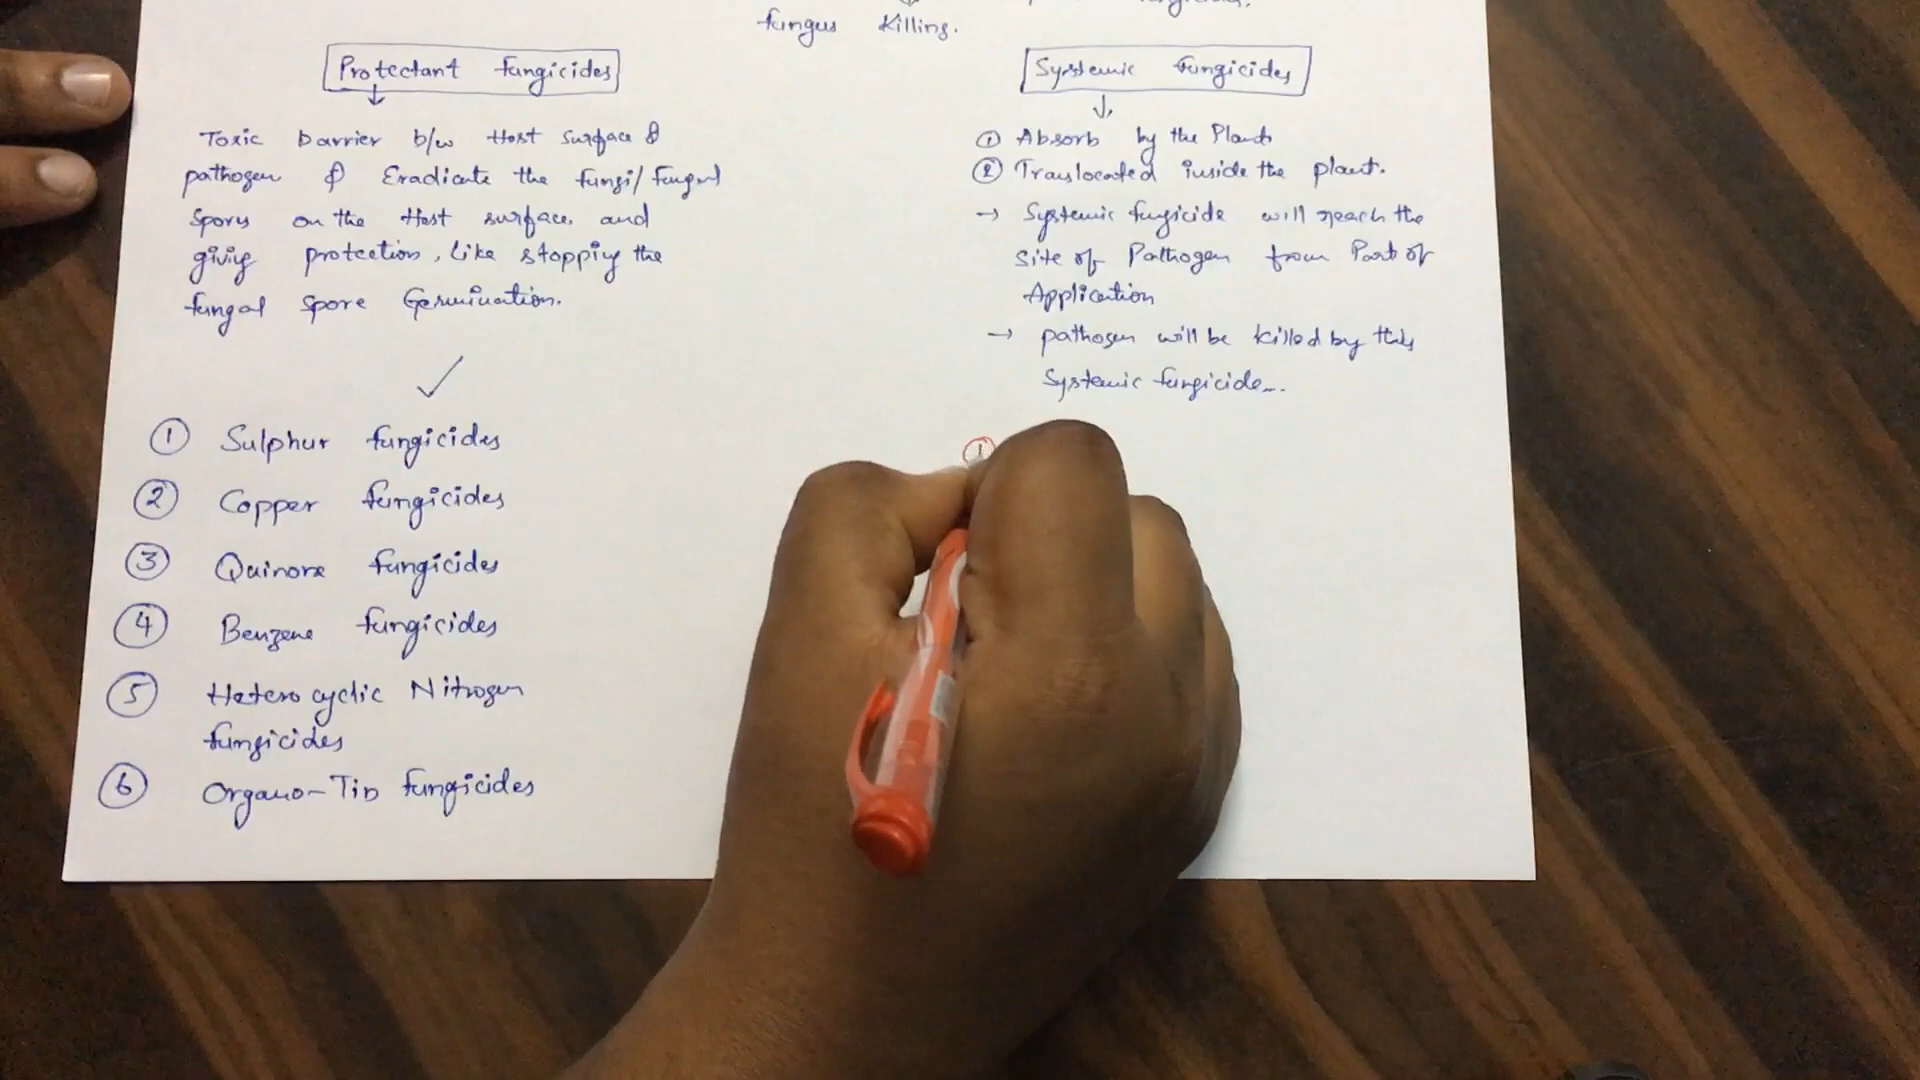 fungus Killing.
Protectant fungicides
Toxic barrier b/w Host surface &
pathogen & Eradicate the fungi/fungal
spores on the Host surface and
giving protection, like stopping the
fungal spore Germination.
① Sulphur fungicides
② Copper fungicides
③ Quinone fungicides
④ Benzene fungicides
⑤ Heterocyclic Nitrogen
fungicides
⑥ Organo-Tin fungicides
Systemic fungicides
① Absorb by the Plant
② Translocated inside the plant.
→ Systemic fungicide will reach the
site of Pathogen from Part of
Application
→ pathogen will be killed by this
Systemic fungicide...
①